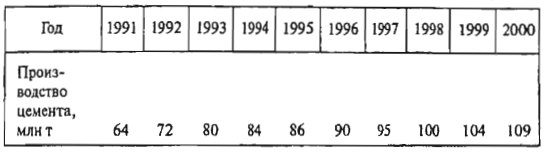 Год 1991 1992 1993 1994 1995 1996 1997 1998 1999 2000
Произ-
водство
цемента,
млн т 64 72 80 84 86 90 95 100 104 109